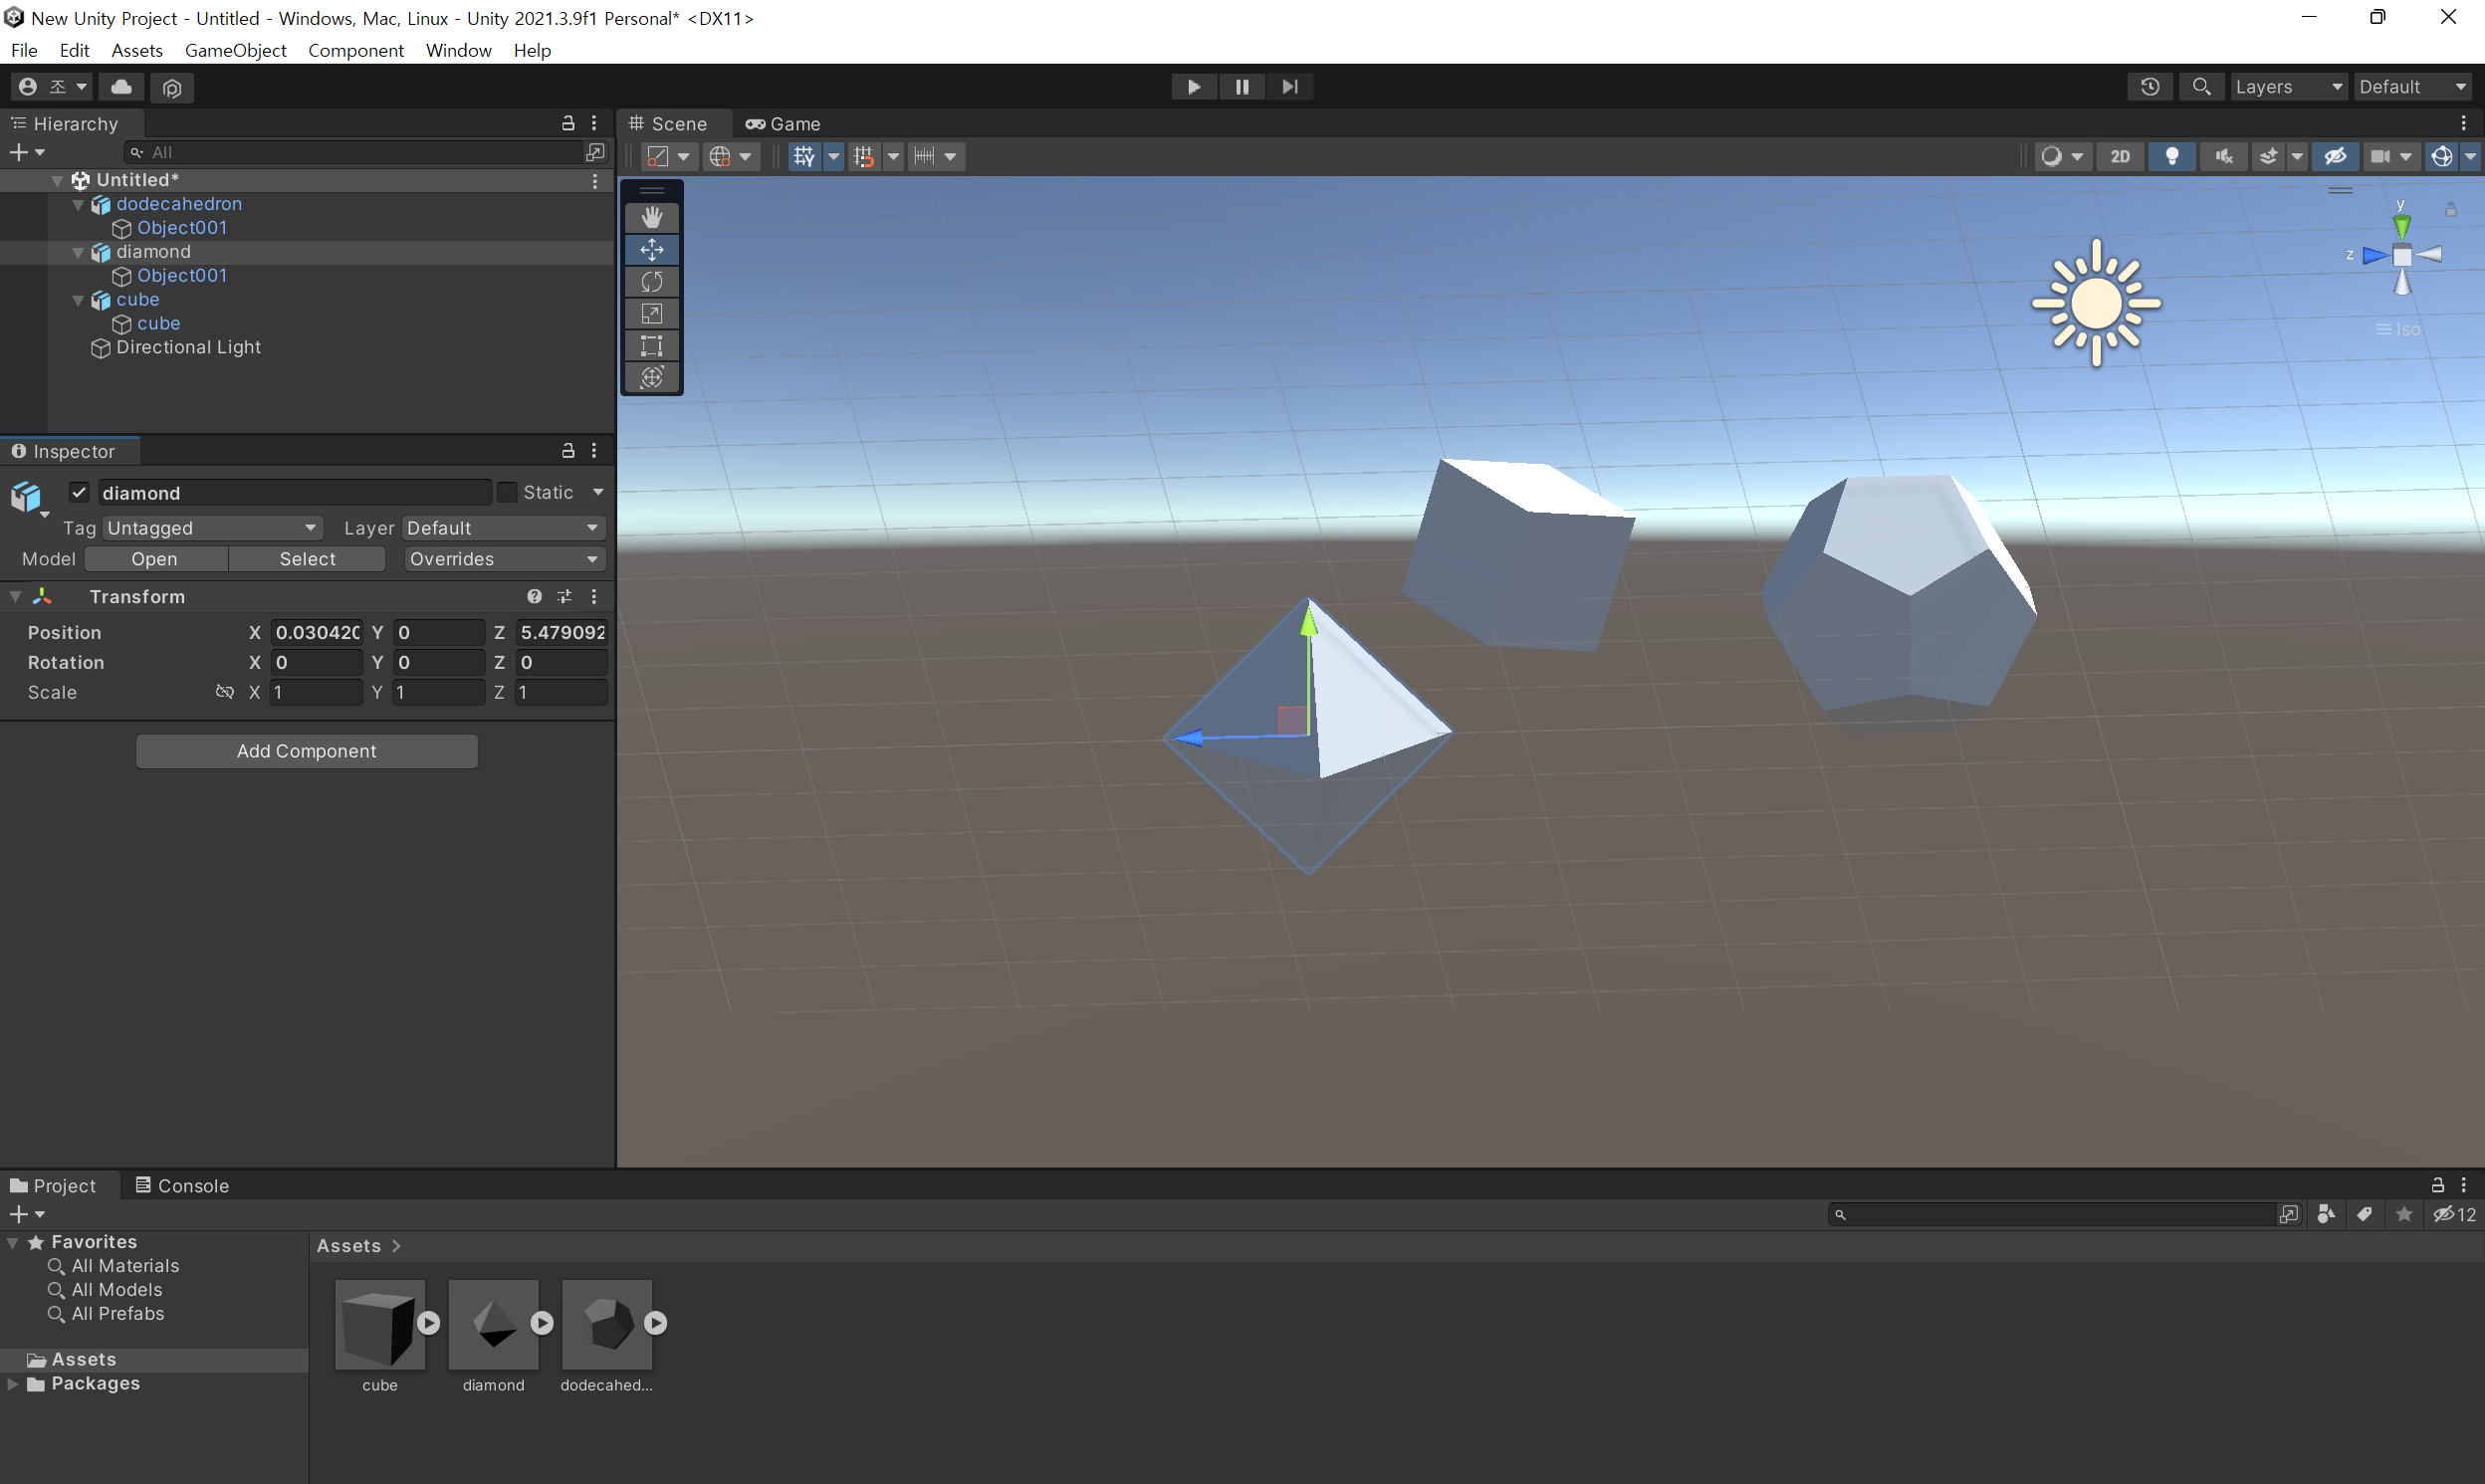 New Unity Project - Untitled - Windows, Mac, Linux - Unity 2021.3.9f1 Personal* <DX11>
File Edit Assets GameObject Component Window Help
조 Layers Default
Hierarchy
All
Untitled*
dodecahedron
Object001
diamond
Object001
cube
cube
Directional Light
Scene Game
2D
y
z
Iso
Inspector
diamond Static
Tag Untagged Layer Default
Model Open Select Overrides
Transform
Position X 0.030420 Y 0 Z 5.479092
Rotation X 0 Y 0 Z 0
Scale X 1 Y 1 Z 1
Add Component
Project Console
12
Favorites
All Materials
All Models
All Prefabs
Assets
Packages
Assets >
cube diamond dodecahed...